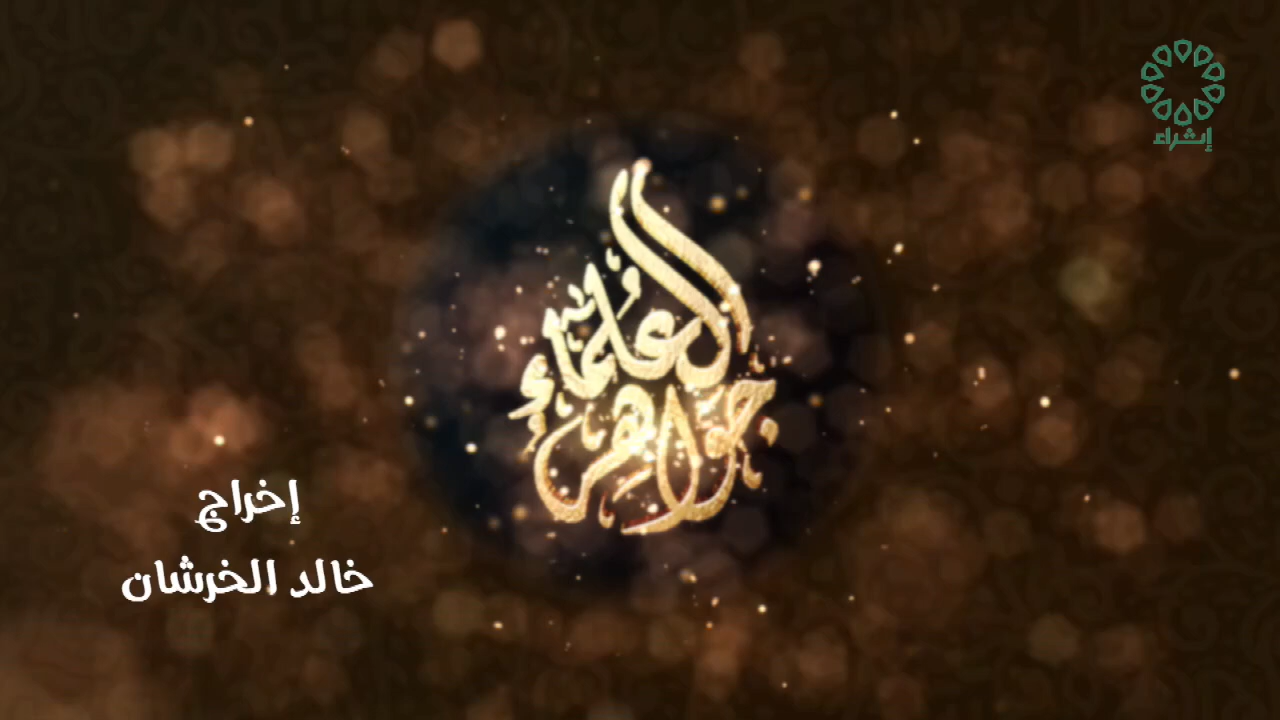 إثراء
جواهر
العلماء
إخراج
خالد الخرشان